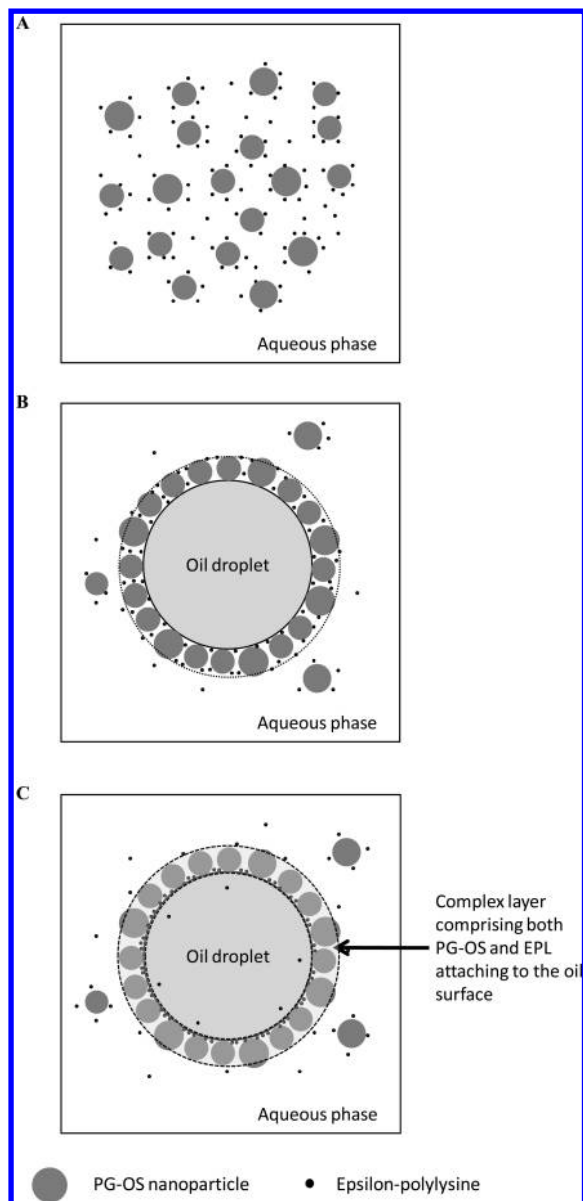 A
Aqueous phase
B
Oil droplet
Aqueous phase
C
Oil droplet
Complex layer
comprising both
PG-OS and EPL
attaching to the oil
surface
Aqueous phase
PG-OS nanoparticle
Epsilon-polylysine